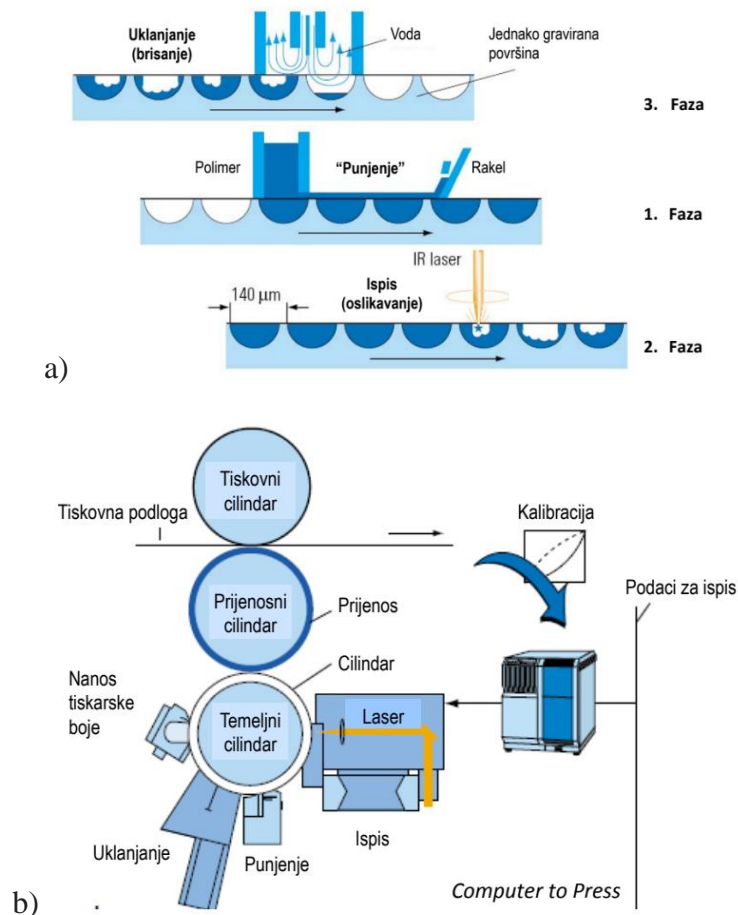 Uklanjanje
(brisanje)
Voda
Jednako gravirana
površina
3. Faza
Polimer
“Punjenje”
Rakel
1. Faza
IR laser
Ispis
(oslikavanje)
140 μm
2. Faza
a)
Tiskovni
cilindar
Tiskovna podloga
Kalibracija
Podaci za ispis
Prijenosni
cilindar
Prijenos
Cilindar
Nanos
tiskarske
boje
Temeljni
cilindar
Laser
Uklanjanje
Punjenje
Ispis
Computer to Press
b)